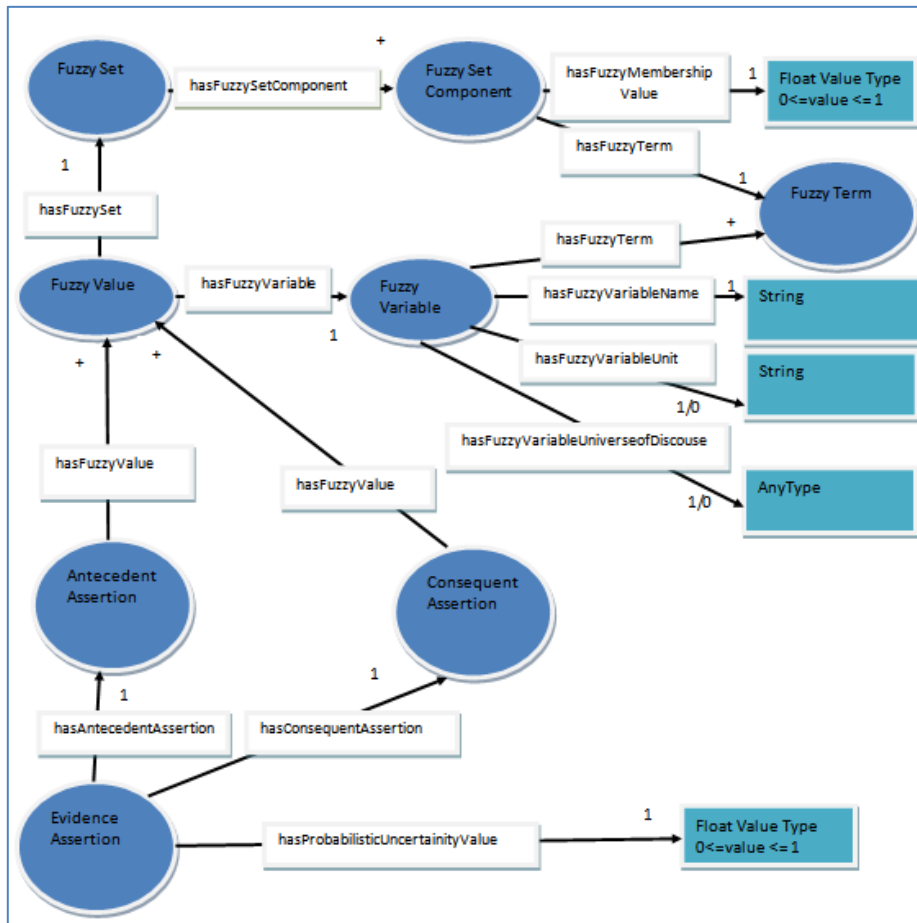 +
Fuzzy Set
hasFuzzySetComponent
Fuzzy Set
Component
hasFuzzyMembership
Value
1
Float Value Type
0<=value <= 1
hasFuzzyTerm
1
1
Fuzzy Term
hasFuzzySet
hasFuzzyTerm
+
Fuzzy Value
hasFuzzyVariable
1
Fuzzy
Variable
hasFuzzyVariableName
1
String
hasFuzzyVariableUnit
1/0
String
+
+
hasFuzzyVariableUniverseofDiscouse
1/0
AnyType
hasFuzzyValue
hasFuzzyValue
Antecedent
Assertion
Consequent
Assertion
1
1
hasAntecedentAssertion
hasConsequentAssertion
Evidence
Assertion
hasProbabilisticUncertainityValue
1
Float Value Type
0<=value <= 1